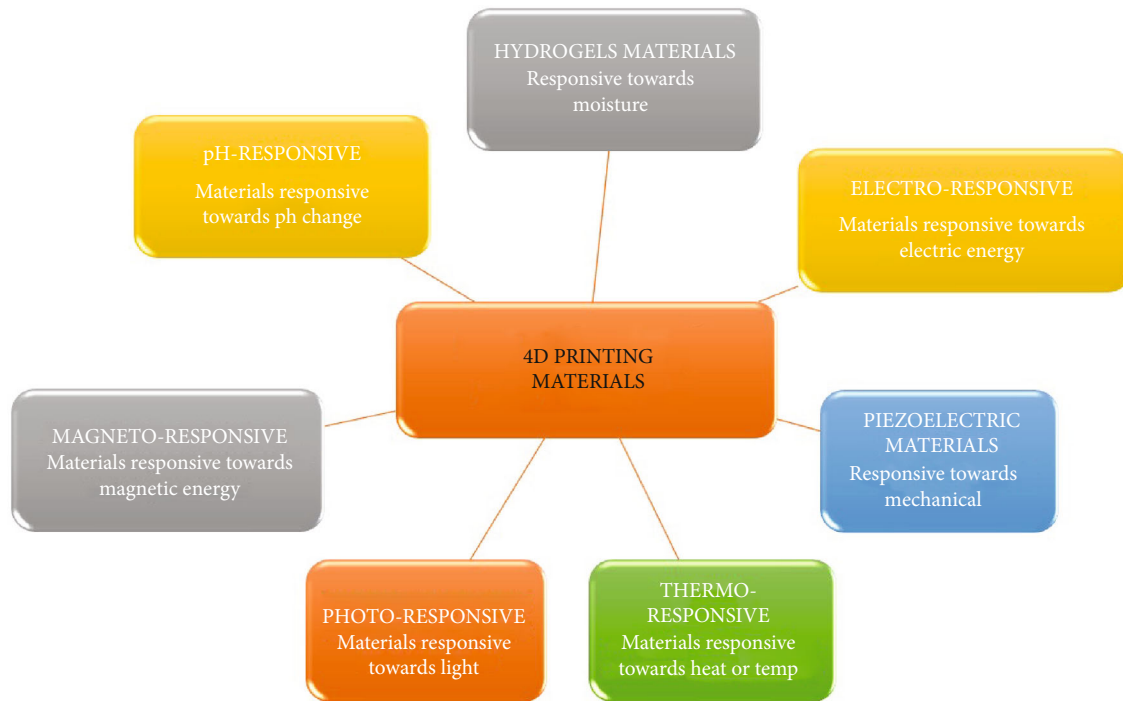 HYDROGELS MATERIALS
Responsive towards
moisture
pH-RESPONSIVE
Materials responsive
towards ph change
ELECTRO-RESPONSIVE
Materials responsive towards
electric energy
4D PRINTING
MATERIALS
MAGNETO-RESPONSIVE
Materials responsive towards
magnetic energy
PIEZOELECTRIC
MATERIALS
Responsive towards
mechanical
PHOTO-RESPONSIVE
Materials responsive
towards light
THERMO-
RESPONSIVE
Materials responsive
towards heat or temp